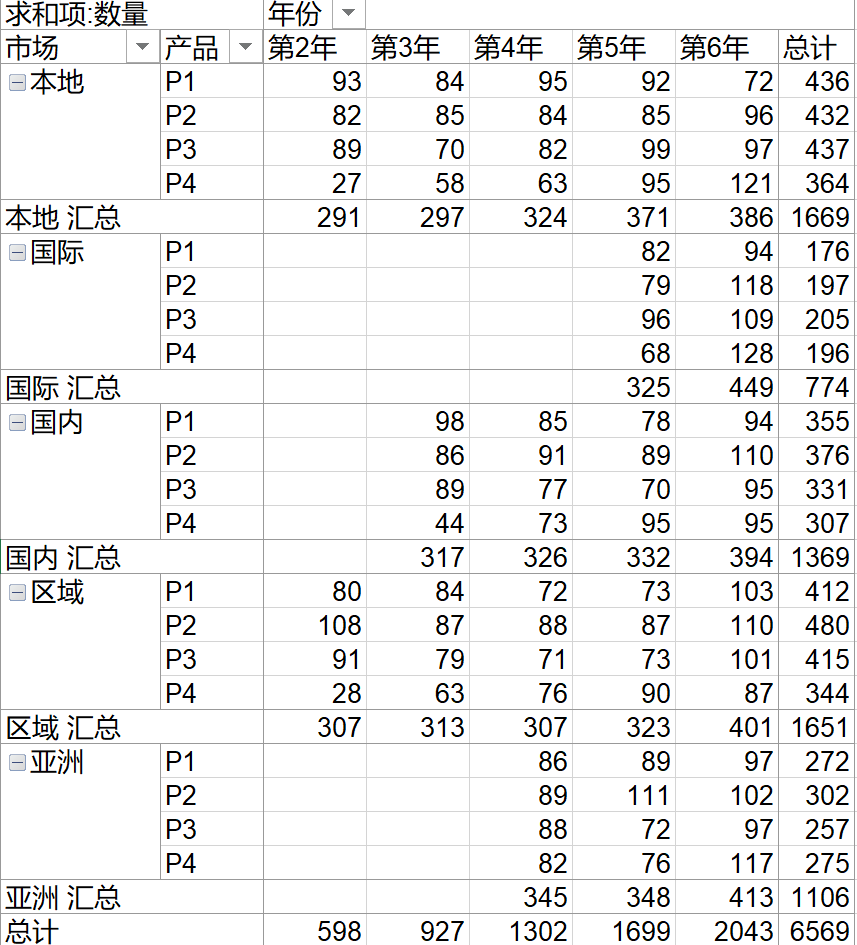 求和项:数量 年份
市场 产品 第2年 第3年 第4年 第5年 第6年 总计
本地 P1 93 84 95 92 72 436
P2 82 85 84 85 96 432
P3 89 70 82 99 97 437
P4 27 58 63 95 121 364
本地 汇总 291 297 324 371 386 1669
国际 P1 82 94 176
P2 79 118 197
P3 96 109 205
P4 68 128 196
国际 汇总 325 449 774
国内 P1 98 85 78 94 355
P2 86 91 89 110 376
P3 89 77 70 95 331
P4 44 73 95 95 307
国内 汇总 317 326 332 394 1369
区域 P1 80 84 72 73 103 412
P2 108 87 88 87 110 480
P3 91 79 71 73 101 415
P4 28 63 76 90 87 344
区域 汇总 307 313 307 323 401 1651
亚洲 P1 86 89 97 272
P2 89 111 102 302
P3 88 72 97 257
P4 82 76 117 275
亚洲 汇总 345 348 413 1106
总计 598 927 1302 1699 2043 6569